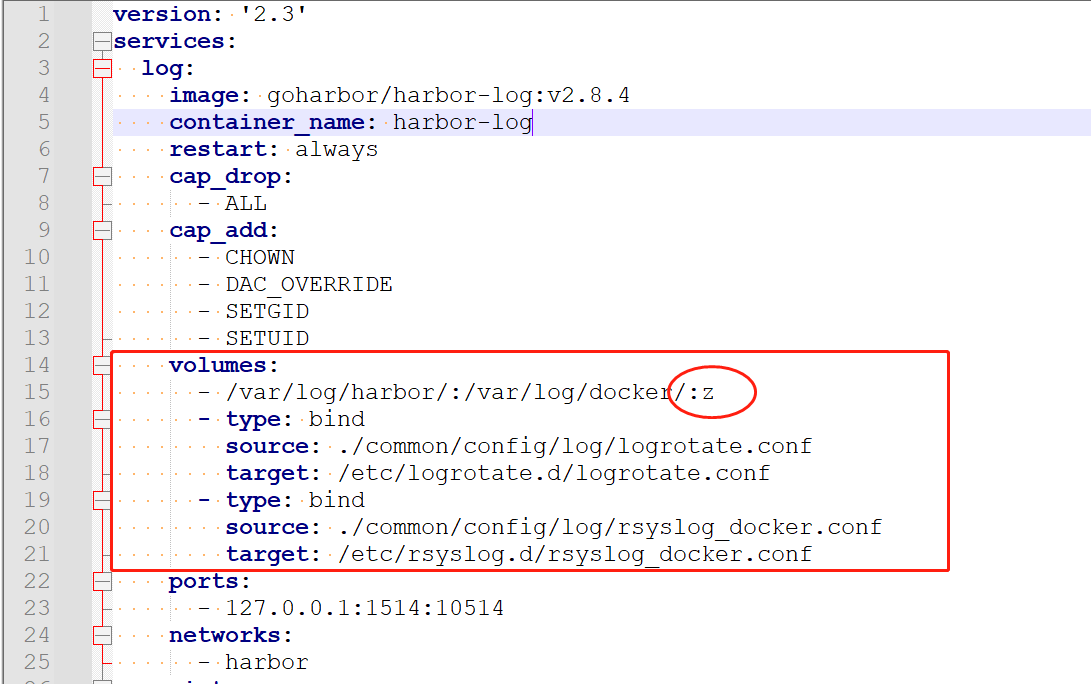 1 version: '2.3'
2 services:
3 log:
4 image: goharbor/harbor-log:v2.8.4
5 container_name: harbor-log
6 restart: always
7 cap_drop:
8 - ALL
9 cap_add:
10 - CHOWN
11 - DAC_OVERRIDE
12 - SETGID
13 - SETUID
14 volumes:
15 - /var/log/harbor/:/var/log/docker/:z
16 - type: bind
17 source: ./common/config/log/logrotate.conf
18 target: /etc/logrotate.d/logrotate.conf
19 - type: bind
20 source: ./common/config/log/rsyslog_docker.conf
21 target: /etc/rsyslog.d/rsyslog_docker.conf
22 ports:
23 - 127.0.0.1:1514:10514
24 networks:
25 - harbor